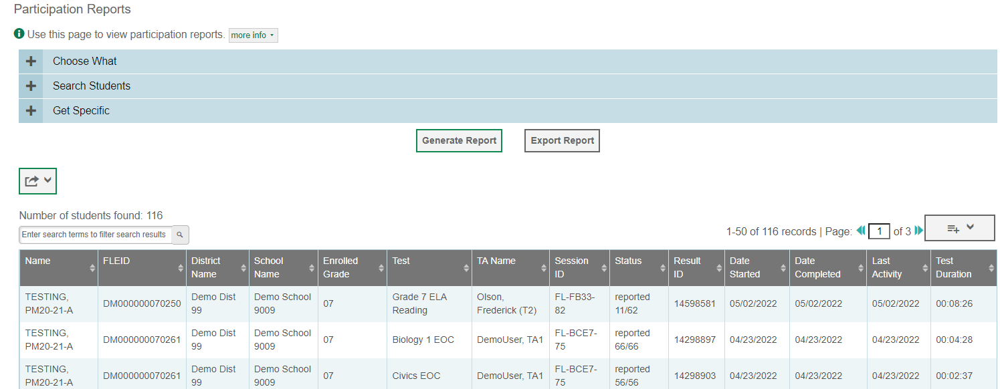 Participation Reports
Use this page to view participation reports. more info
Choose What
Search Students
Get Specific
Generate Report Export Report
Number of students found: 116
Enter search terms to filter search results
1-50 of 116 records | Page: 1 of 3
Name FLEID District Name School Name Enrolled Grade Test TA Name Session ID Status Result ID Date Started Date Completed Last Activity Test Duration
TESTING, PM20-21-A DM000000070250 Demo Dist 99 Demo School 9009 07 Grade 7 ELA Reading Olson, Frederick (T2) FL-FB33-82 reported 11/62 14598581 05/02/2022 05/02/2022 05/02/2022 00:08:26
TESTING, PM20-21-A DM000000070261 Demo Dist 99 Demo School 9009 07 Biology 1 EOC DemoUser, TA1 FL-BCE7-75 reported 66/66 14298897 04/23/2022 04/23/2022 04/23/2022 00:04:28
TESTING, PM20-21-A DM000000070261 Demo Dist 99 Demo School 9009 07 Civics EOC DemoUser, TA1 FL-BCE7-75 reported 56/56 14298903 04/23/2022 04/23/2022 04/23/2022 00:02:37